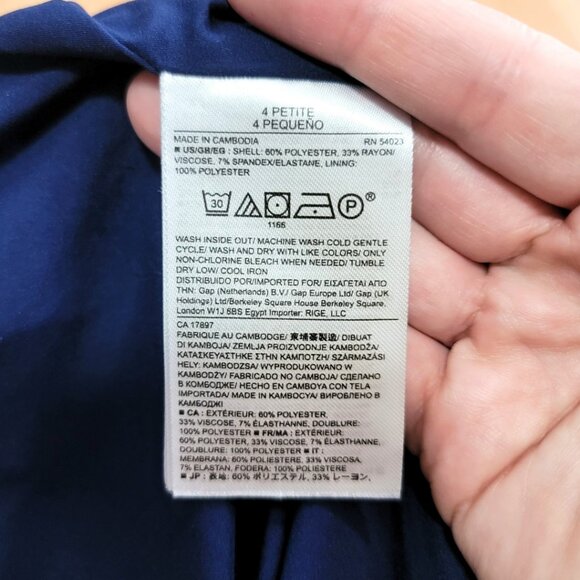 4 PETITE
4 PEQUEÑO
MADE IN CAMBODIA RN 54023
■ US/GB/EG : SHELL: 60% POLYESTER, 33% RAYON/
VISCOSE, 7% SPANDEX/ELASTANE, LINING:
100% POLYESTER
30 P ®
1166
WASH INSIDE OUT/ MACHINE WASH COLD GENTLE
CYCLE/ WASH AND DRY WITH LIKE COLORS/ ONLY
NON-CHLORINE BLEACH WHEN NEEDED/ TUMBLE
DRY LOW/ COOL IRON
DISTRIBUIDO POR/IMPORTADO POR/ ΕΙΣΑΓΕΤΑΙ ΑΠΟ
ΤΗΝ: Gap (Netherlands) B.V./ Gap Europe Ltd/ Gap (UK
Holdings) Ltd/Berkeley Square House Berkeley Square,
London W1J 6BS Egypt Importer: RIGE, LLC
CA 17897
FABRIQUÉ AU CAMBODGE/ 東埔寨製造/ DIBUAT
DI KAMBOJA/ ZEMLJA PROIZVODNJE KAMBODŽA/
ΚΑΤΑΣΚΕΥΑΣΤΗΚΕ ΣΤΗΝ ΚΑΜΠΟΤΖΗ/ SZÁRMAZÁSI
HELY: KAMBODZSA/ WYPRODUKOWANO W
KAMBODŻY/ FABRICADO NO CAMBOJA/ СДЕЛАНО
В КОМБОДЖЕ/ HECHO EN CAMBOYA CON TELA
IMPORTADA/ MADE IN KAMBOCYA/ ВИРОБЛЕНО В
КАМБОДЖІ
■ CA : EXTÉRIEUR: 60% POLYESTER,
33% VISCOSE, 7% ÉLASTHANNE, DOUBLURE:
100% POLYESTER ■ FR/MA : EXTÉRIEUR:
60% POLYESTER, 33% VISCOSE, 7% ÉLASTHANNE,
DOUBLURE: 100% POLYESTER ■ IT :
MEMBRANA: 60% POLIESTERE, 33% VISCOSA,
7% ELASTAN, FODERA: 100% POLIESTERE
■ JP : 表地: 60% ポリエステル, 33% レーヨン,